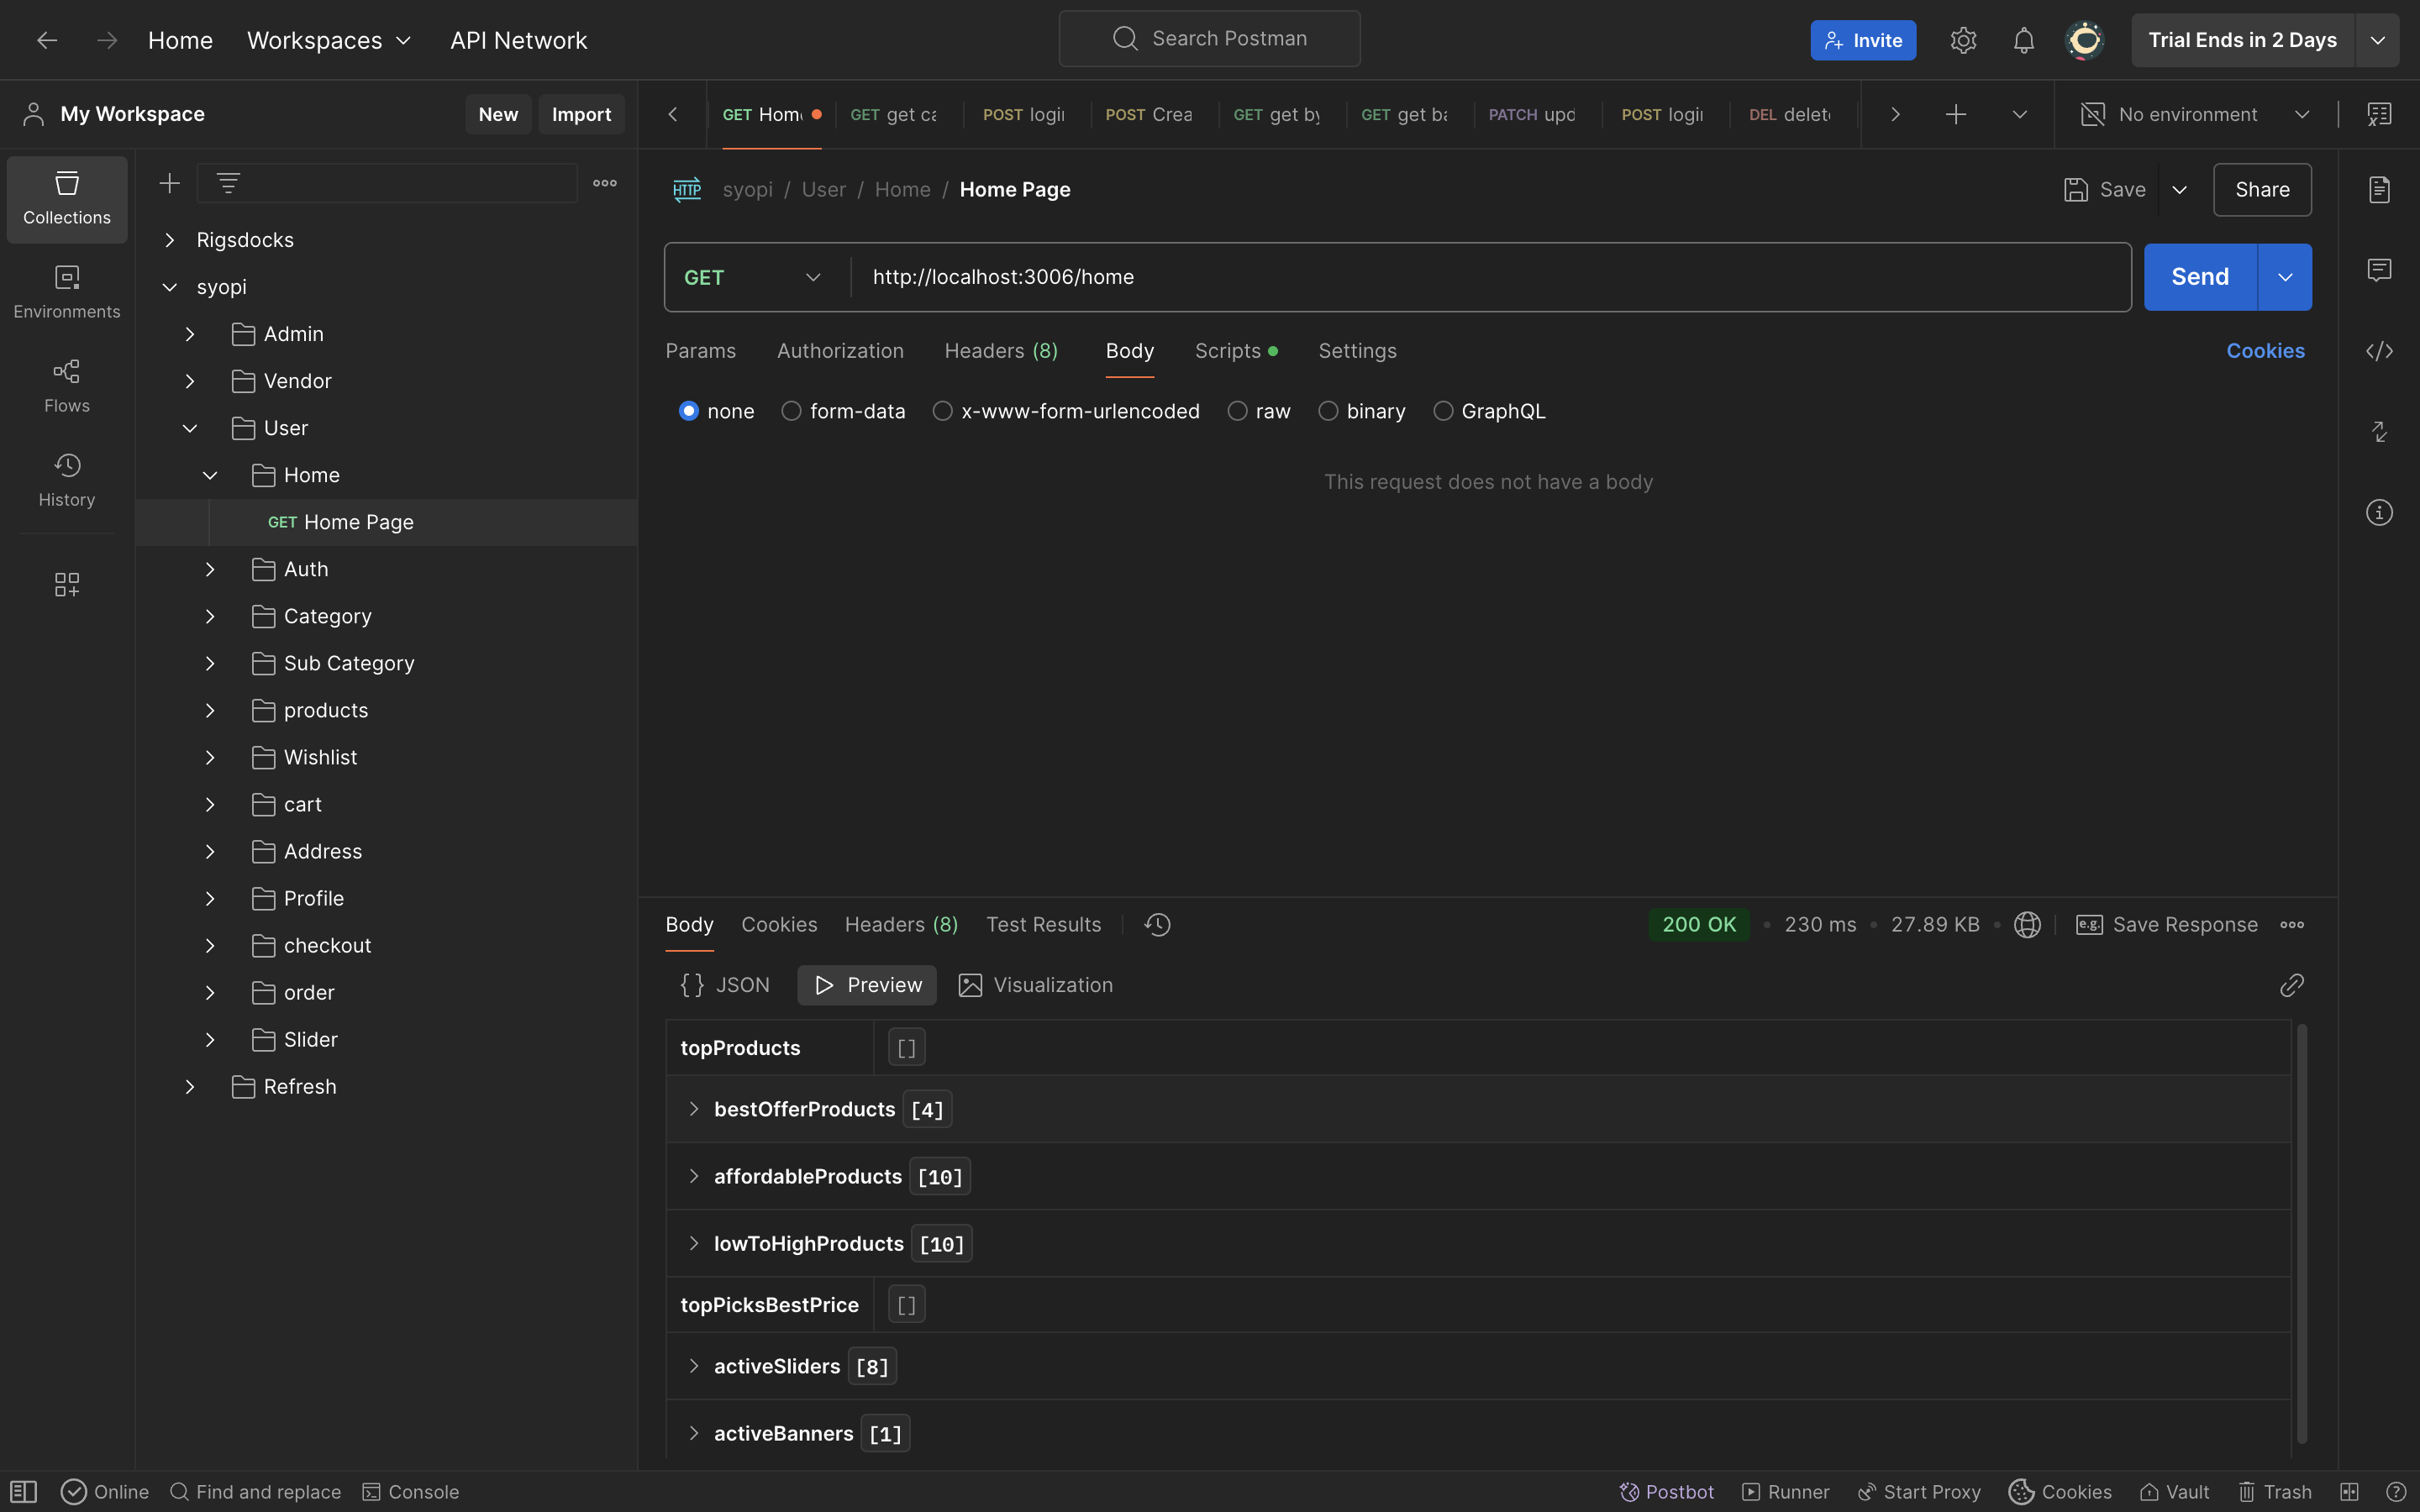 Home Workspaces API Network Search Postman Invite Trial Ends in 2 Days
My Workspace New Import
GET Hom GET get ca POST logi POST Crea GET get by GET get ba PATCH upd POST logi DEL delet No environment
Collections
Environments
Flows
History
Rigsdocks
syopi
Admin
Vendor
User
Home
GET Home Page
Auth
Category
Sub Category
products
Wishlist
cart
Address
Profile
checkout
order
Slider
Refresh
HTTP syopi / User / Home / Home Page Save Share
GET http://localhost:3006/home Send
Params Authorization Headers (8) Body Scripts Settings Cookies
none form-data x-www-form-urlencoded raw binary GraphQL
This request does not have a body
Body Cookies Headers (8) Test Results 200 OK • 230 ms • 27.89 KB • e.g. Save Response
{} JSON Preview Visualization
topProducts []
bestOfferProducts [4]
affordableProducts [10]
lowToHighProducts [10]
topPicksBestPrice []
activeSliders [8]
activeBanners [1]
Online Find and replace Console Postbot Runner Start Proxy Cookies Vault Trash